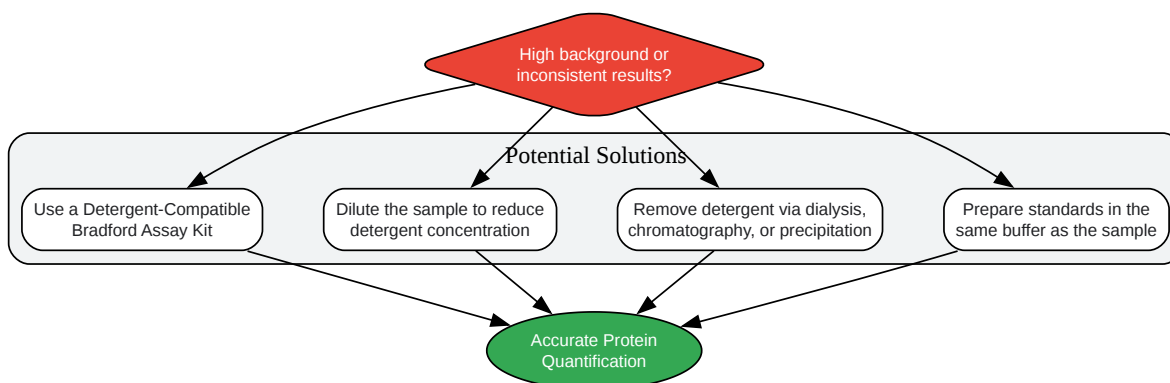 High background or
inconsistent results?
Potential Solutions
Use a Detergent-Compatible
Bradford Assay Kit
Dilute the sample to reduce
detergent concentration
Remove detergent via dialysis,
chromatography, or precipitation
Prepare standards in the
same buffer as the sample
Accurate Protein
Quantification